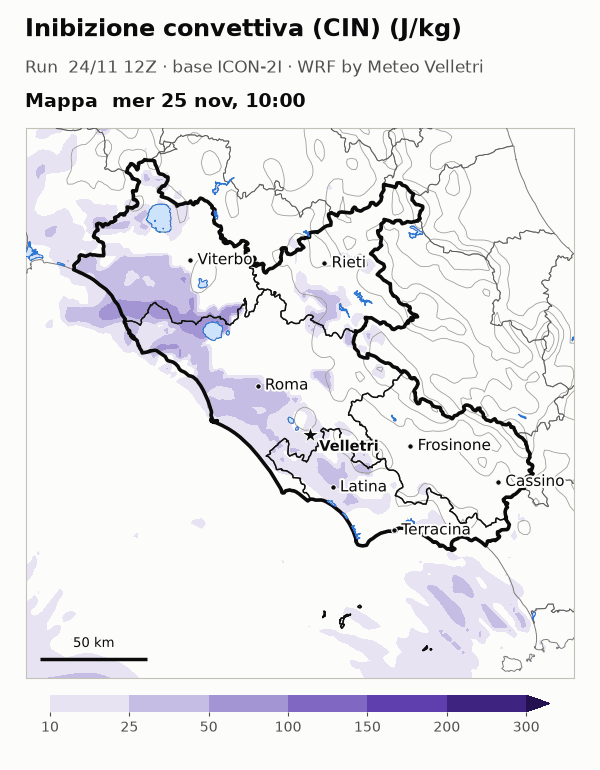 Inibizione convettiva (CIN) (J/kg)
Run  24/11 12Z · base ICON-2I · WRF by Meteo Velletri
Mappa  mer 25 nov, 10:00
Viterbo
Rieti
Roma
Velletri
Frosinone
Latina
Cassino
Terracina
50 km
10 25 50 100 150 200 300